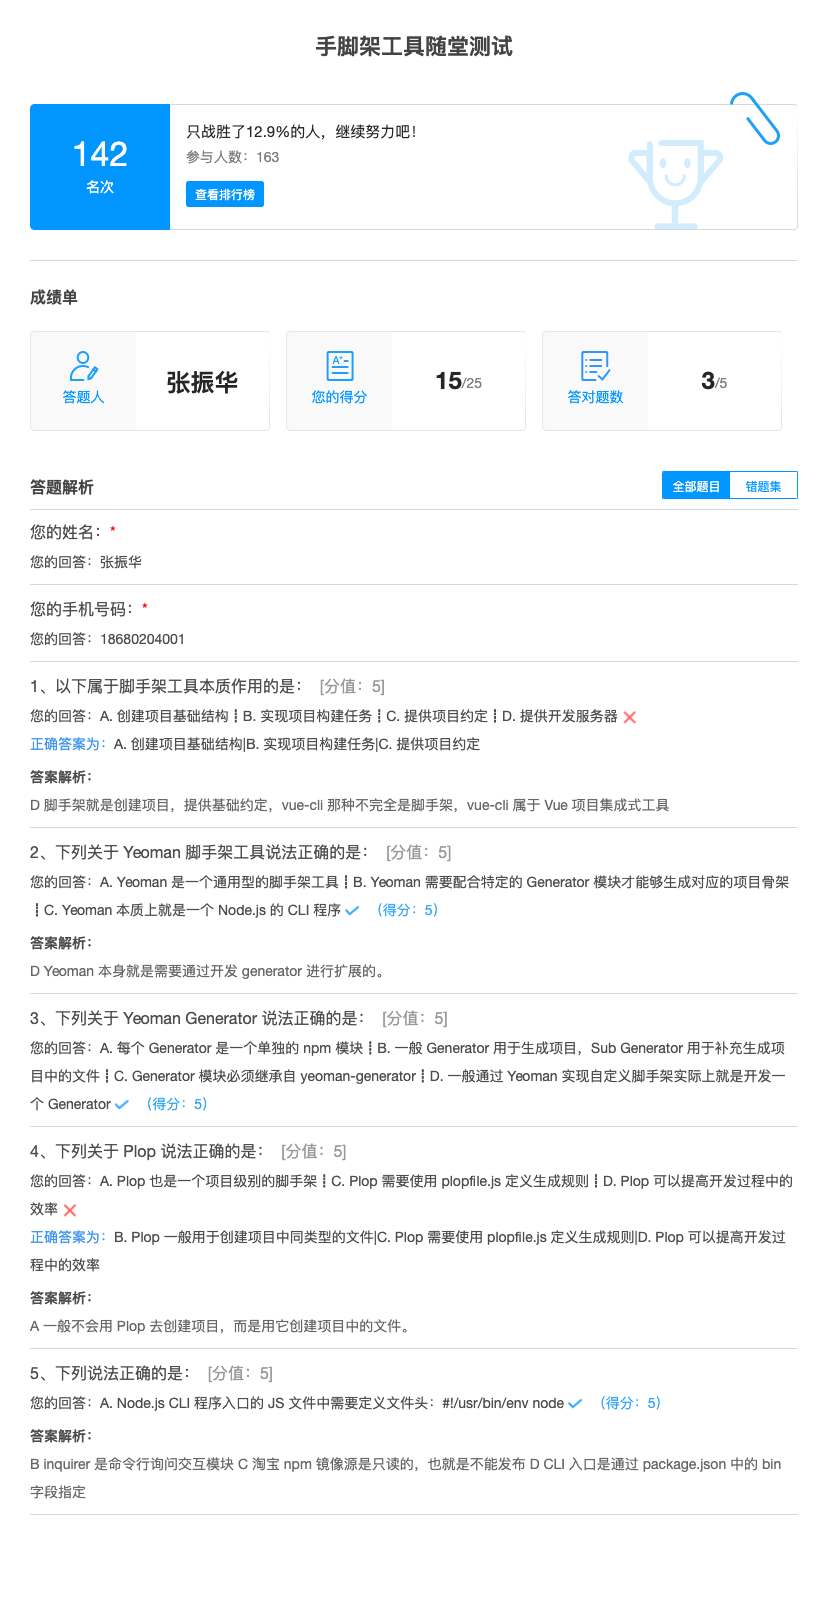 手脚架工具随堂测试
142
名次
只战胜了12.9%的人，继续努力吧！
参与人数：163
查看排行榜
成绩单
答题人
张振华
A+
您的得分
15/25
答对题数
3/5
答题解析
全部题目
错题集
您的姓名：*
您的回答：张振华
您的手机号码：*
您的回答：18680204001
1、以下属于脚手架工具本质作用的是： [分值：5]
您的回答：A. 创建项目基础结构┋B. 实现项目构建任务┋C. 提供项目约定┋D. 提供开发服务器
正确答案为：A. 创建项目基础结构|B. 实现项目构建任务|C. 提供项目约定
答案解析：
D 脚手架就是创建项目，提供基础约定，vue-cli 那种不完全是脚手架，vue-cli 属于 Vue 项目集成式工具
2、下列关于 Yeoman 脚手架工具说法正确的是： [分值：5]
您的回答：A. Yeoman 是一个通用型的脚手架工具┋B. Yeoman 需要配合特定的 Generator 模块才能够生成对应的项目骨架
┋C. Yeoman 本质上就是一个 Node.js 的 CLI 程序 （得分：5）
答案解析：
D Yeoman 本身就是需要通过开发 generator 进行扩展的。
3、下列关于 Yeoman Generator 说法正确的是： [分值：5]
您的回答：A. 每个 Generator 是一个单独的 npm 模块┋B. 一般 Generator 用于生成项目，Sub Generator 用于补充生成项
目中的文件┋C. Generator 模块必须继承自 yeoman-generator┋D. 一般通过 Yeoman 实现自定义脚手架实际上就是开发一
个 Generator （得分：5）
4、下列关于 Plop 说法正确的是： [分值：5]
您的回答：A. Plop 也是一个项目级别的脚手架┋C. Plop 需要使用 plopfile.js 定义生成规则┋D. Plop 可以提高开发过程中的
效率
正确答案为：B. Plop 一般用于创建项目中同类型的文件|C. Plop 需要使用 plopfile.js 定义生成规则|D. Plop 可以提高开发过
程中的效率
答案解析：
A 一般不会用 Plop 去创建项目，而是用它创建项目中的文件。
5、下列说法正确的是： [分值：5]
您的回答：A. Node.js CLI 程序入口的 JS 文件中需要定义文件头：#!/usr/bin/env node （得分：5）
答案解析：
B inquirer 是命令行询问交互模块 C 淘宝 npm 镜像源是只读的，也就是不能发布 D CLI 入口是通过 package.json 中的 bin
字段指定